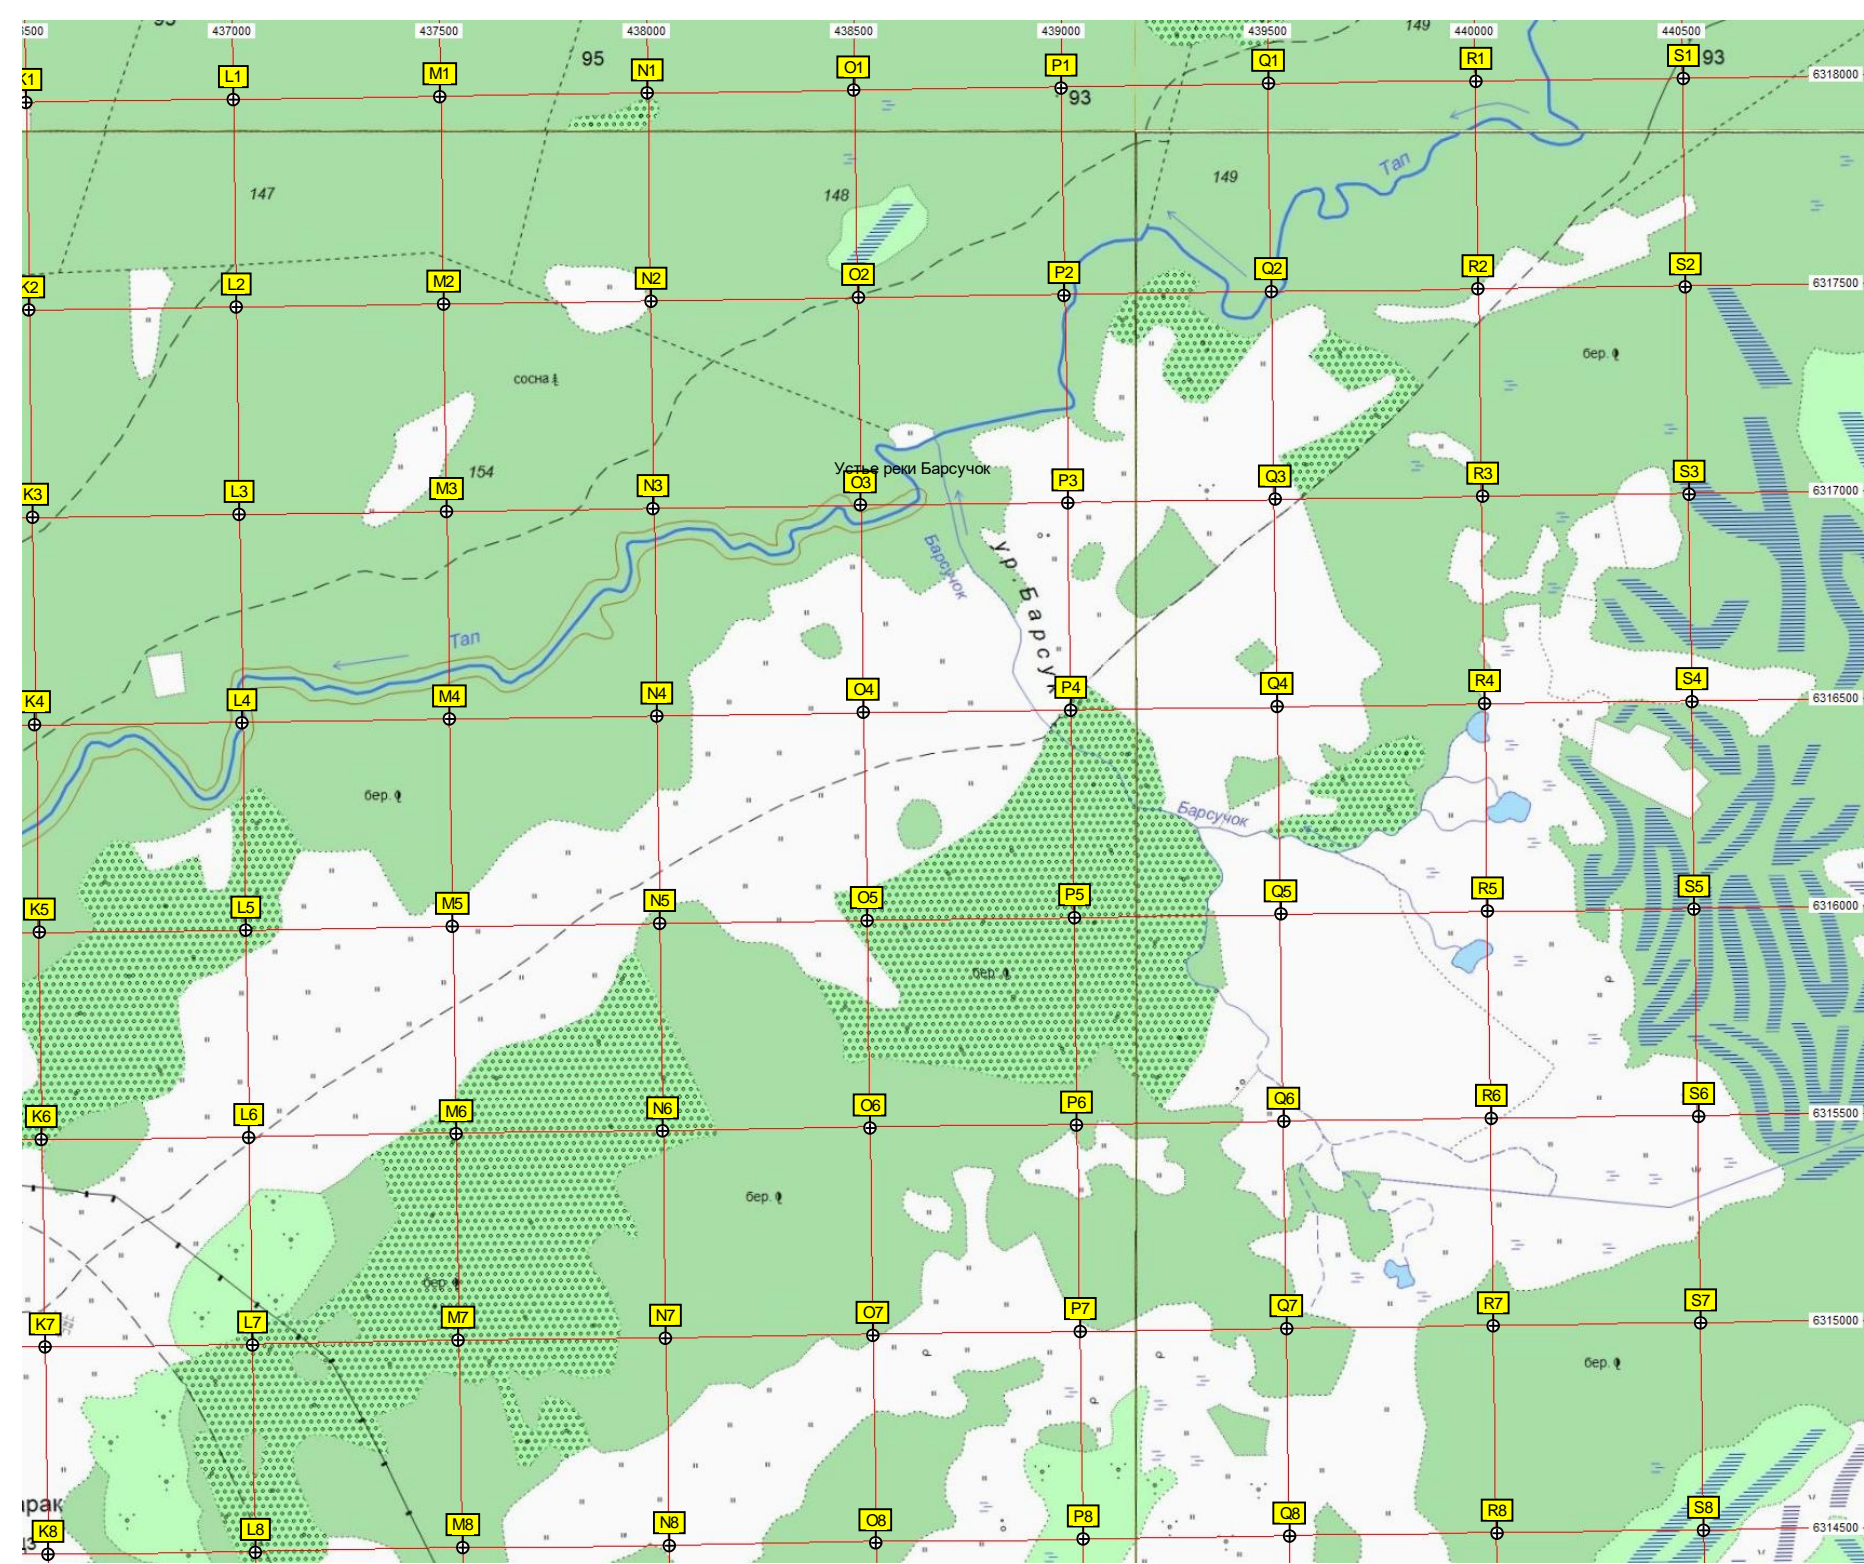 437000 437500 438000 438500 439000 439500 440000 440500
149
95
93
93
K1 L1 M1 N1 O1 P1 Q1 R1 S1
6318000
Тап
147
148
149
K2 L2 M2 N2 O2 P2 Q2 R2 S2
6317500
сосна
бер.
154
Устье реки Барсучок
K3 L3 M3 N3 O3 P3 Q3 R3 S3
6317000
Барсучок
ур. Барсук
Тап
K4 L4 M4 N4 O4 P4 Q4 R4 S4
6316500
бер.
Барсучок
K5 L5 M5 N5 O5 P5 Q5 R5 S5
6316000
бер.
K6 L6 M6 N6 O6 P6 Q6 R6 S6
6315500
бер.
бер.
K7 L7 M7 N7 O7 P7 Q7 R7 S7
6315000
бер.
K8 L8 M8 N8 O8 P8 Q8 R8 S8
6314500